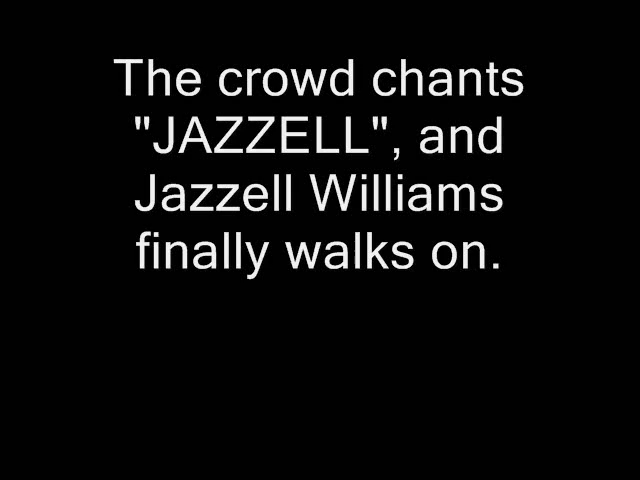 The crowd chants
"JAZZELL", and
Jazzell Williams
finally walks on.